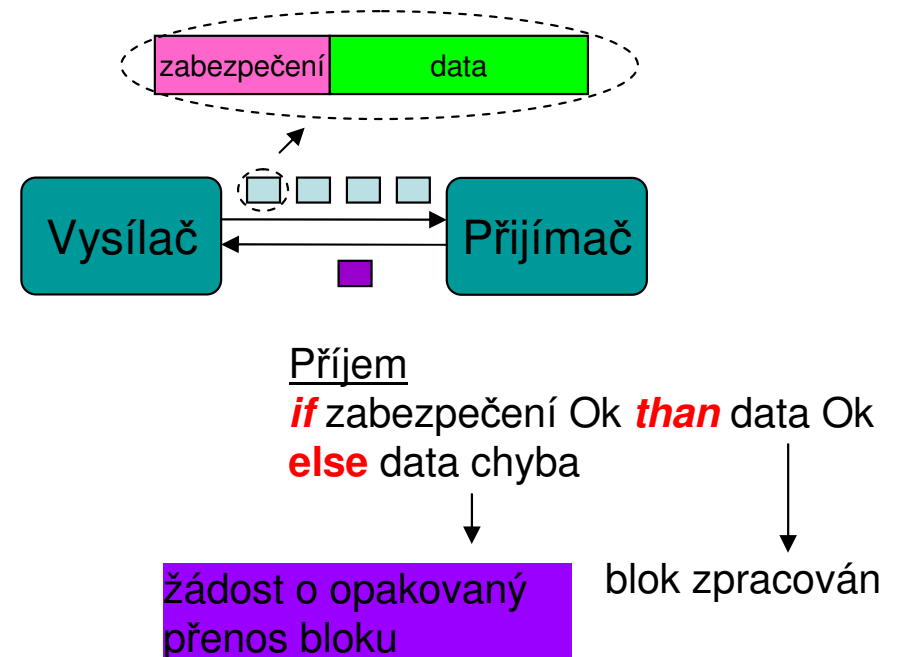 zabezpečení data
Vysílač Přijímač
Příjem
if zabezpečení Ok than data Ok
else data chyba
žádost o opakovaný
přenos bloku
blok zpracován